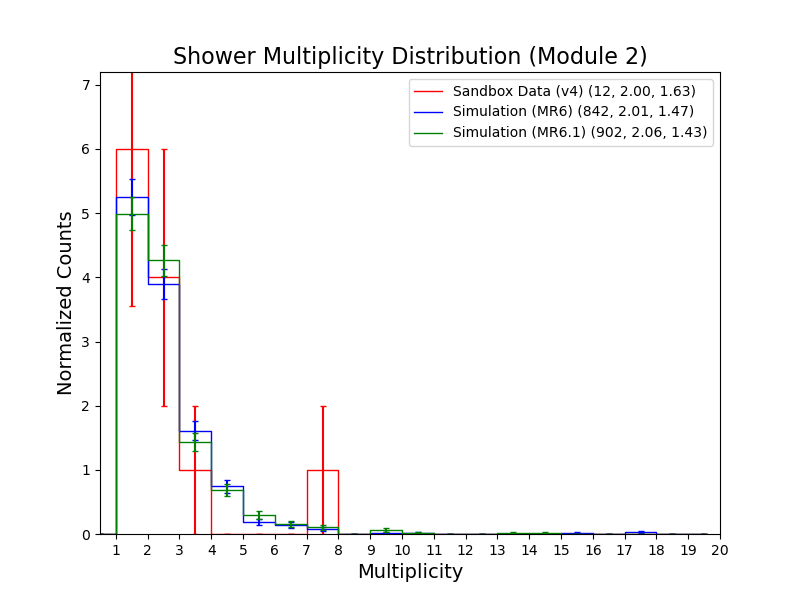 Shower Multiplicity Distribution (Module 2)
Sandbox Data (v4) (12, 2.00, 1.63)
Simulation (MR6) (842, 2.01, 1.47)
Simulation (MR6.1) (902, 2.06, 1.43)
Normalized Counts
7
6
5
4
3
2
1
0
1 2 3 4 5 6 7 8 9 10 11 12 13 14 15 16 17 18 19 20
Multiplicity